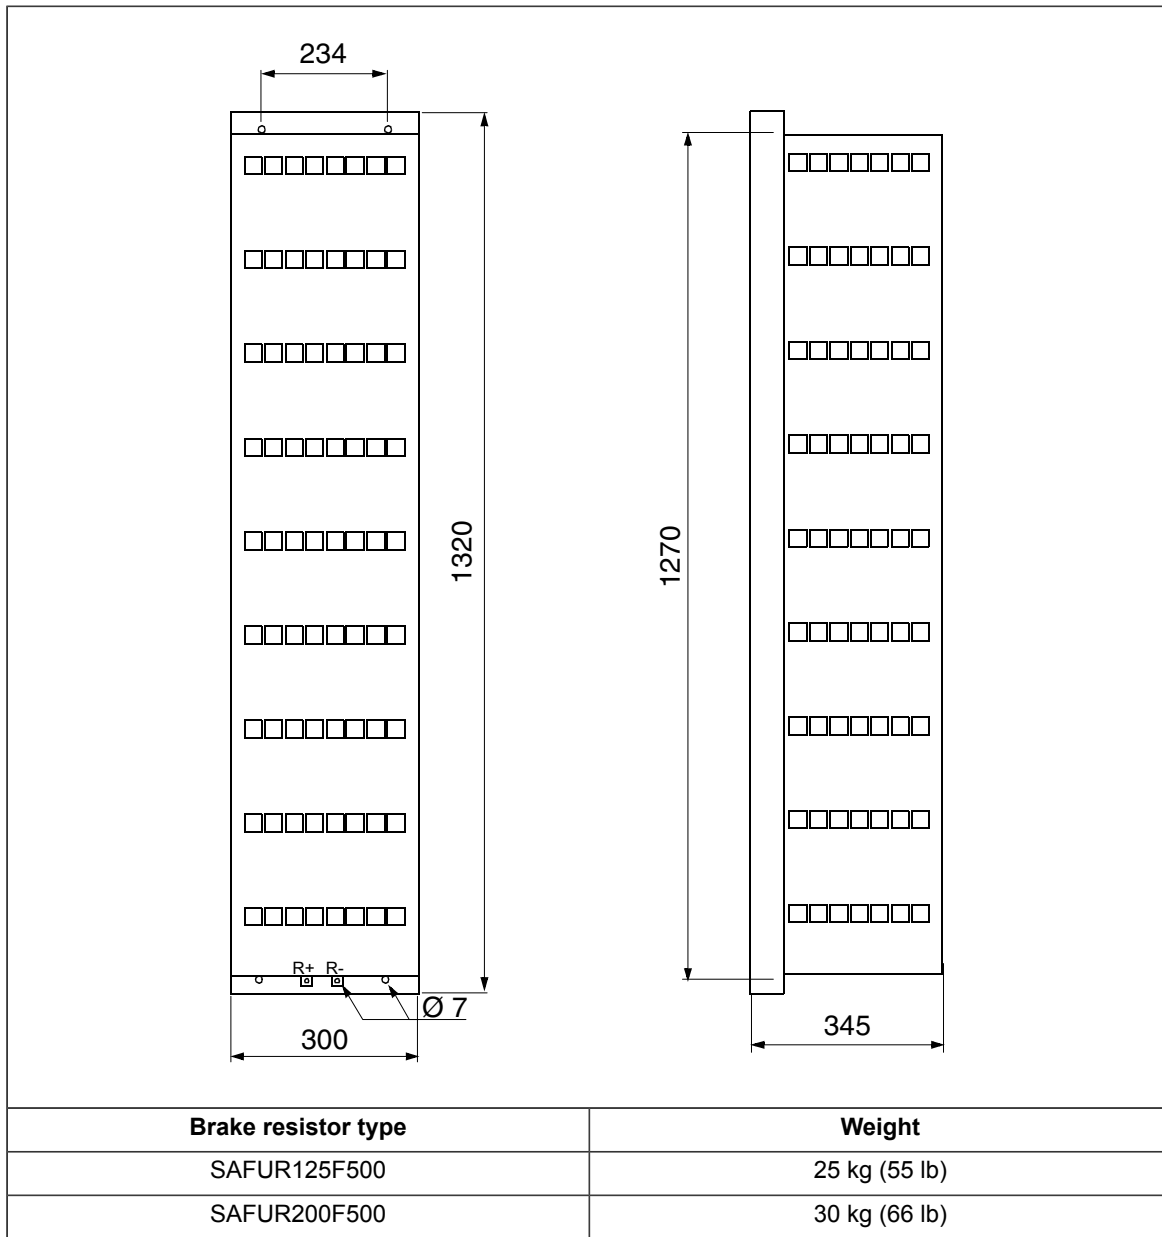 234
1320
1270
R+ R-
Ø 7
300
345
Brake resistor type
Weight
SAFUR125F500
25 kg (55 lb)
SAFUR200F500
30 kg (66 lb)